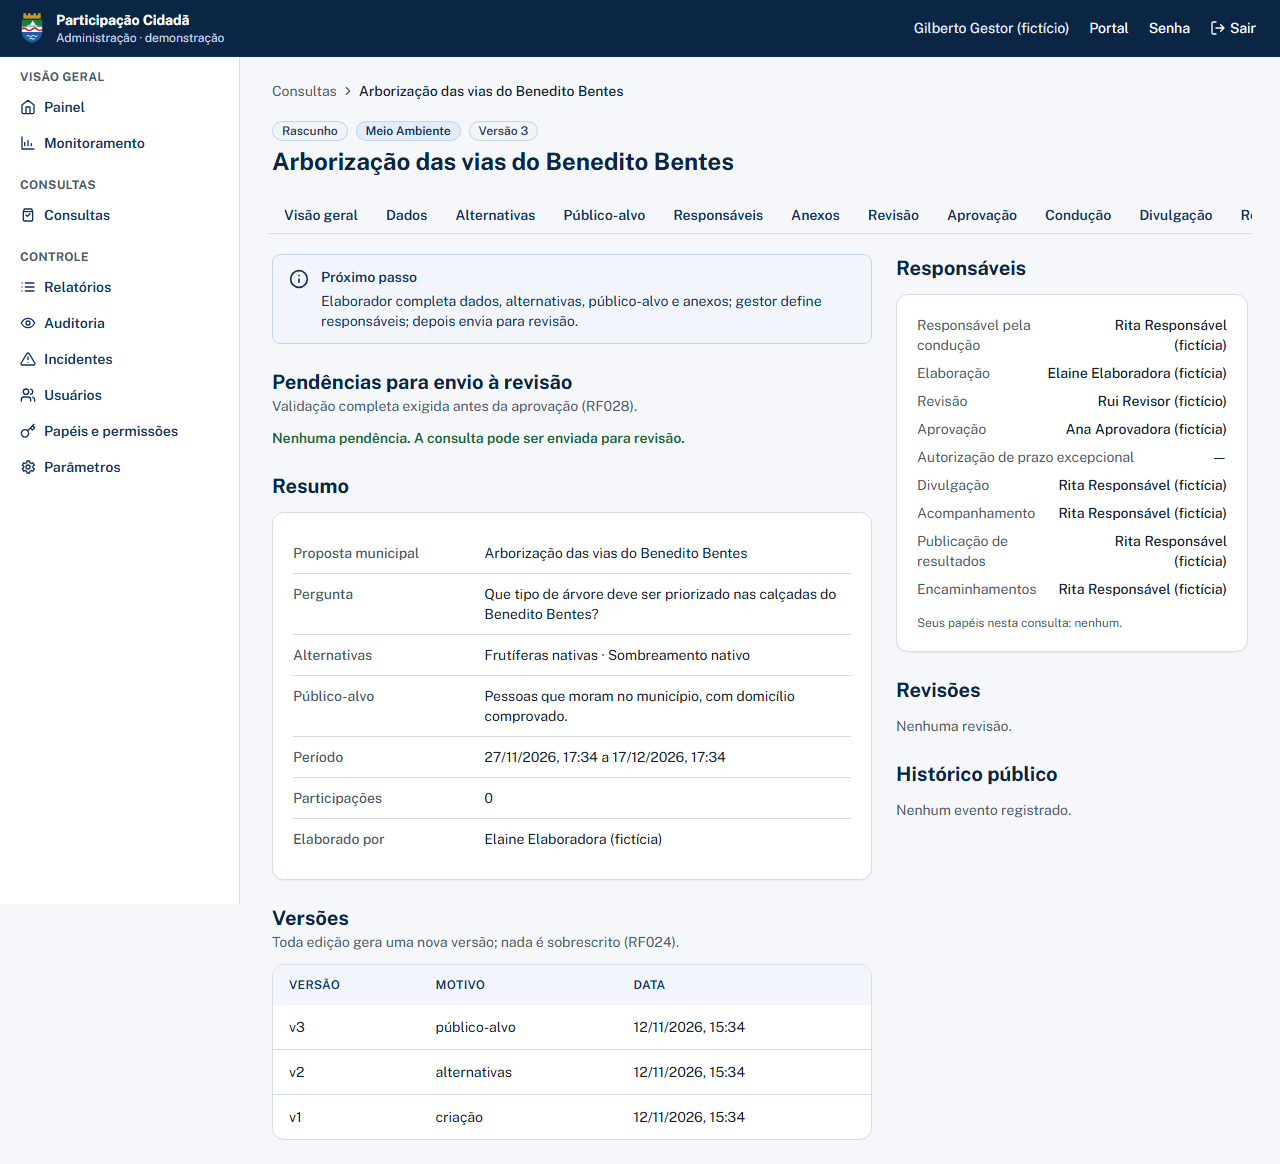 Participação Cidadã
Administração · demonstração
Gilberto Gestor (fictício)
Portal
Senha
Sair
VISÃO GERAL
Painel
Monitoramento
CONSULTAS
Consultas
CONTROLE
Relatórios
Auditoria
Incidentes
Usuários
Papéis e permissões
Parâmetros
Consultas > Arborização das vias do Benedito Bentes
Rascunho
Meio Ambiente
Versão 3
Arborização das vias do Benedito Bentes
Visão geral
Dados
Alternativas
Público-alvo
Responsáveis
Anexos
Revisão
Aprovação
Condução
Divulgação
Próximo passo
Elaborador completa dados, alternativas, público-alvo e anexos; gestor define
responsáveis; depois envia para revisão.
Pendências para envio à revisão
Validação completa exigida antes da aprovação (RF028).
Nenhuma pendência. A consulta pode ser enviada para revisão.
Resumo
Proposta municipal
Arborização das vias do Benedito Bentes
Pergunta
Que tipo de árvore deve ser priorizado nas calçadas do
Benedito Bentes?
Alternativas
Frutíferas nativas · Sombreamento nativo
Público-alvo
Pessoas que moram no município, com domicílio
comprovado.
Período
27/11/2026, 17:34 a 17/12/2026, 17:34
Participações
0
Elaborado por
Elaine Elaboradora (fictícia)
Versões
Toda edição gera uma nova versão; nada é sobrescrito (RF024).
VERSÃO MOTIVO DATA
v3 público-alvo 12/11/2026, 15:34
v2 alternativas 12/11/2026, 15:34
v1 criação 12/11/2026, 15:34
Responsáveis
Responsável pela
condução
Rita Responsável
(fictícia)
Elaboração
Elaine Elaboradora (fictícia)
Revisão
Rui Revisor (fictício)
Aprovação
Ana Aprovadora (fictícia)
Autorização de prazo excepcional
—
Divulgação
Rita Responsável (fictícia)
Acompanhamento
Rita Responsável (fictícia)
Publicação de
resultados
Rita Responsável
(fictícia)
Encaminhamentos
Rita Responsável (fictícia)
Seus papéis nesta consulta: nenhum.
Revisões
Nenhuma revisão.
Histórico público
Nenhum evento registrado.